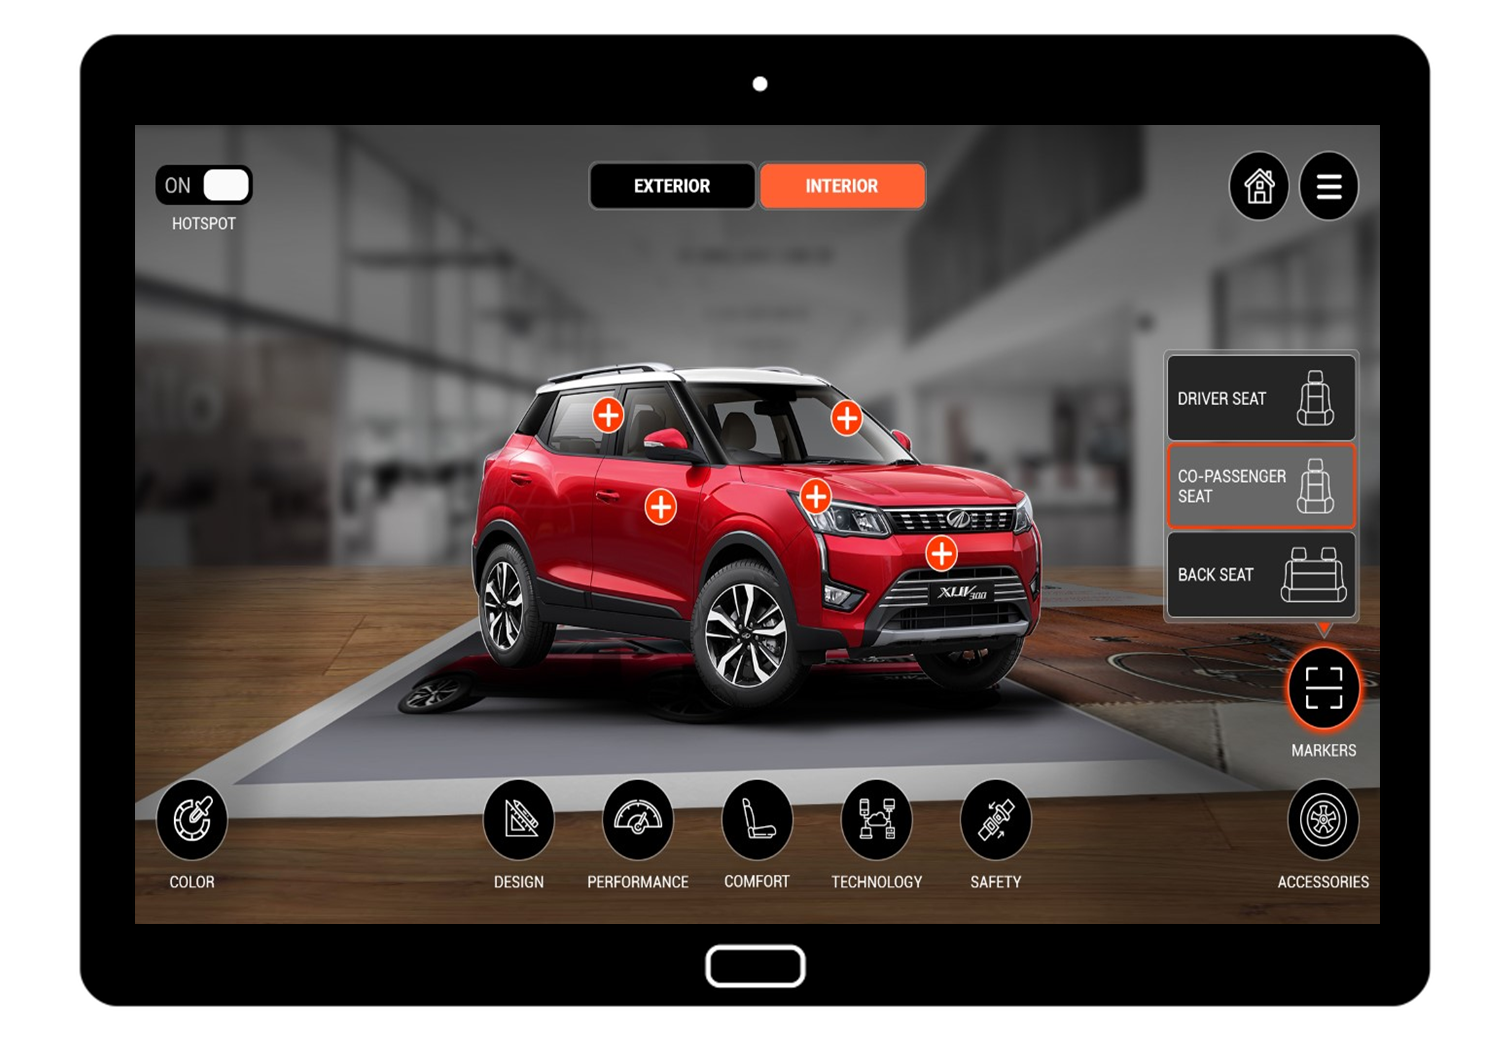 ON
HOTSPOT
EXTERIOR
INTERIOR
DRIVER SEAT
CO-PASSENGER
SEAT
BACK SEAT
XUV300
MARKERS
COLOR
DESIGN
PERFORMANCE
COMFORT
TECHNOLOGY
SAFETY
ACCESSORIES